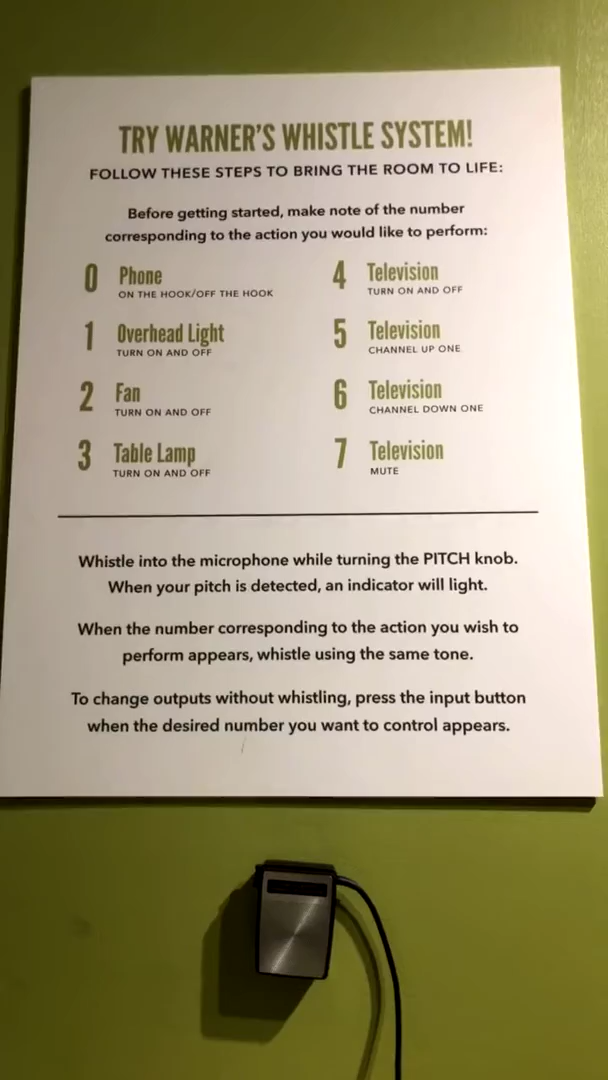 TRY WARNER'S WHISTLE SYSTEM!
FOLLOW THESE STEPS TO BRING THE ROOM TO LIFE:
Before getting started, make note of the number
corresponding to the action you would like to perform:
0 Phone
ON THE HOOK/OFF THE HOOK
1 Overhead Light
TURN ON AND OFF
2 Fan
TURN ON AND OFF
3 Table Lamp
TURN ON AND OFF
4 Television
TURN ON AND OFF
5 Television
CHANNEL UP ONE
6 Television
CHANNEL DOWN ONE
7 Television
MUTE
Whistle into the microphone while turning the PITCH knob.
When your pitch is detected, an indicator will light.
When the number corresponding to the action you wish to
perform appears, whistle using the same tone.
To change outputs without whistling, press the input button
when the desired number you want to control appears.